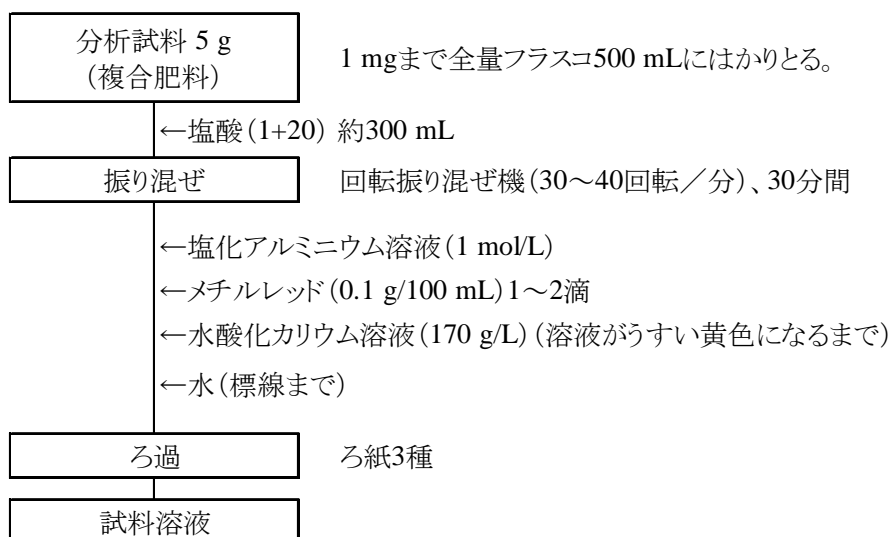 分析試料 5 g
（複合肥料）
1 mgまで全量フラスコ500 mLにはかりとる。
←塩酸（1+20） 約300 mL
振り混ぜ
回転振り混ぜ機（30～40回転／分）、30分間
←塩化アルミニウム溶液（1 mol/L）
←メチルレッド（0.1 g/100 mL）1～2滴
←水酸化カリウム溶液（170 g/L）（溶液がうすい黄色になるまで）
←水（標線まで）
ろ過
ろ紙3種
試料溶液